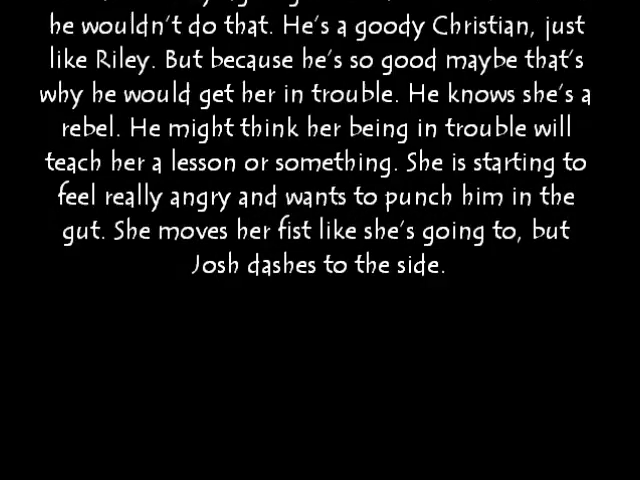 he wouldn't do that. He's a goody Christian, just
like Riley. But because he's so good maybe that's
why he would get her in trouble. He knows she's a
rebel. He might think her being in trouble will
teach her a lesson or something. She is starting to
feel really angry and wants to punch him in the
gut. She moves her fist like she's going to, but
Josh dashes to the side.